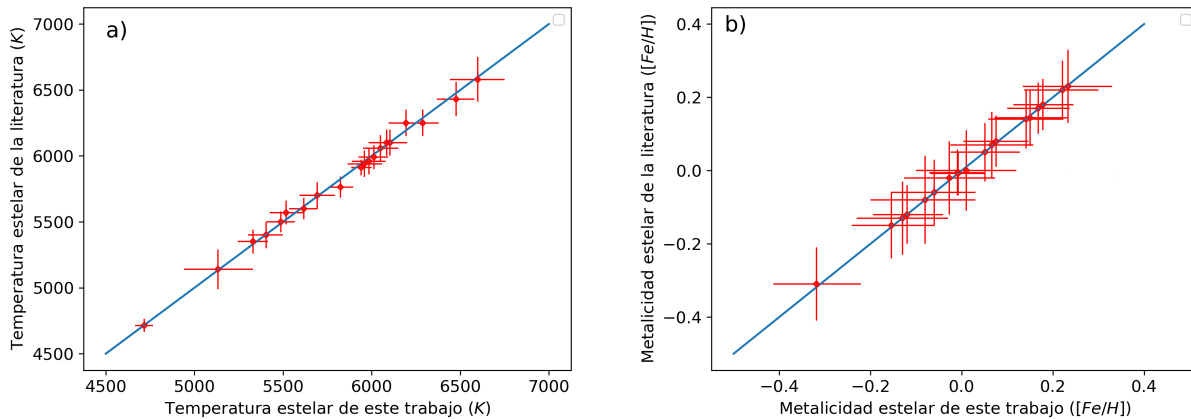 a)
Temperatura estelar de la literatura (K)
7000
6500
6000
5500
5000
4500
4500 5000 5500 6000 6500 7000
Temperatura estelar de este trabajo (K)
b)
Metalicidad estelar de la literatura ([Fe/H])
0.4
0.2
0.0
−0.2
−0.4
−0.4 −0.2 0.0 0.2 0.4
Metalicidad estelar de este trabajo ([Fe/H])